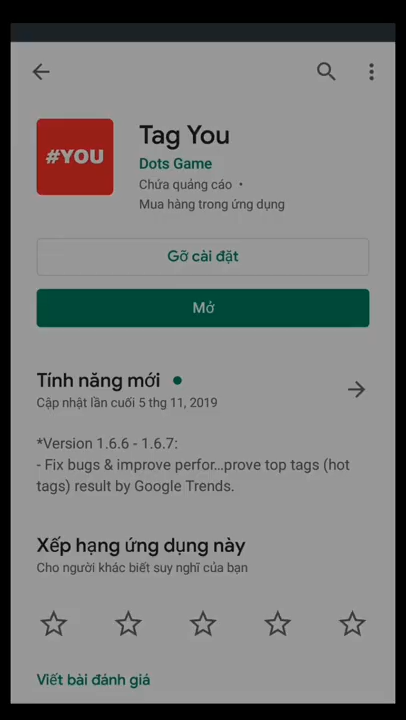 #YOU
Tag You
Dots Game
Chứa quảng cáo •
Mua hàng trong ứng dụng
Gỡ cài đặt
Mở
Tính năng mới
Cập nhật lần cuối 5 thg 11, 2019
*Version 1.6.6 - 1.6.7:
- Fix bugs & improve perfor...prove top tags (hot
tags) result by Google Trends.
Xếp hạng ứng dụng này
Cho người khác biết suy nghĩ của bạn
Viết bài đánh giá